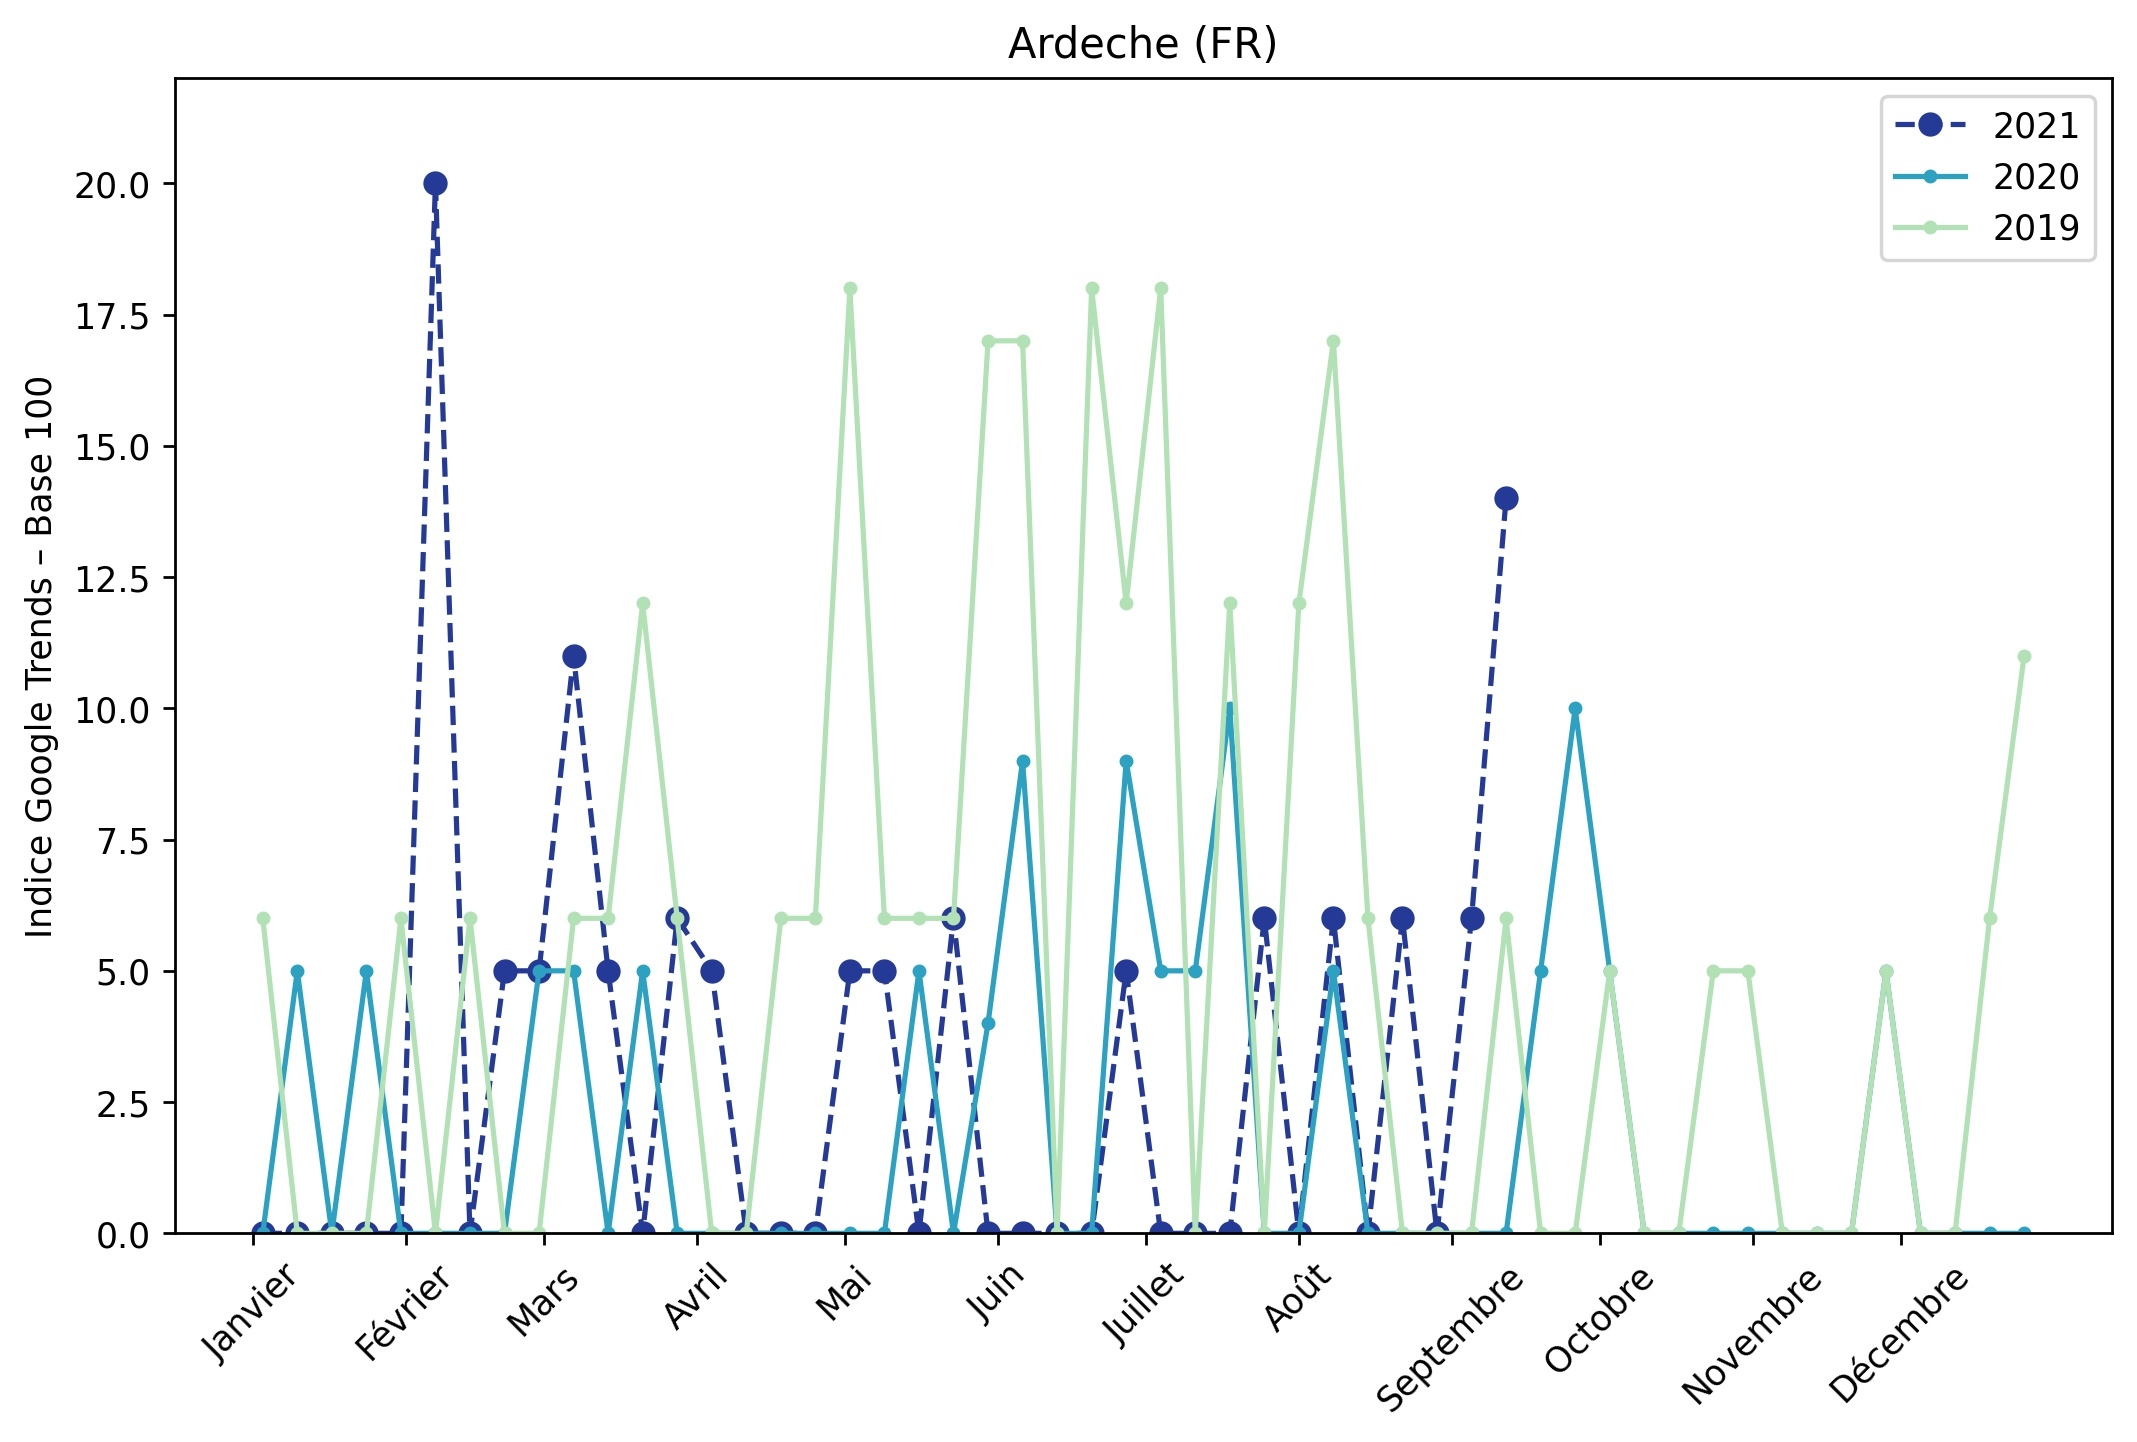 Ardeche (FR)
2021
2020
2019
Indice Google Trends – Base 100
20.0
17.5
15.0
12.5
10.0
7.5
5.0
2.5
0.0
Janvier
Février
Mars
Avril
Mai
Juin
Juillet
Août
Septembre
Octobre
Novembre
Décembre